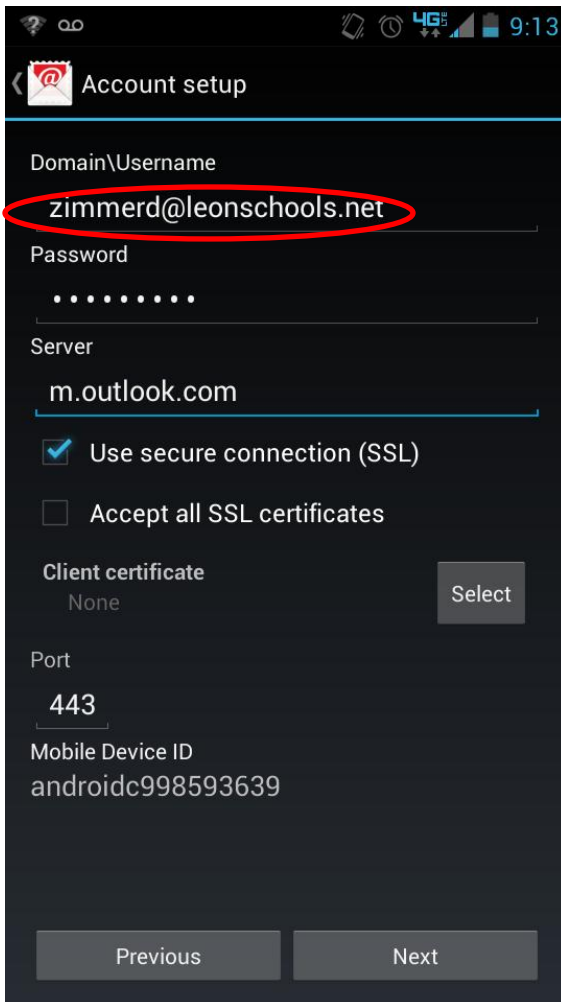 4G 9:13
Account setup
Domain\Username
zimmerd@leonschools.net
Password
•••••••••
Server
m.outlook.com
Use secure connection (SSL)
Accept all SSL certificates
Client certificate
None
Select
Port
443
Mobile Device ID
androidc998593639
Previous Next